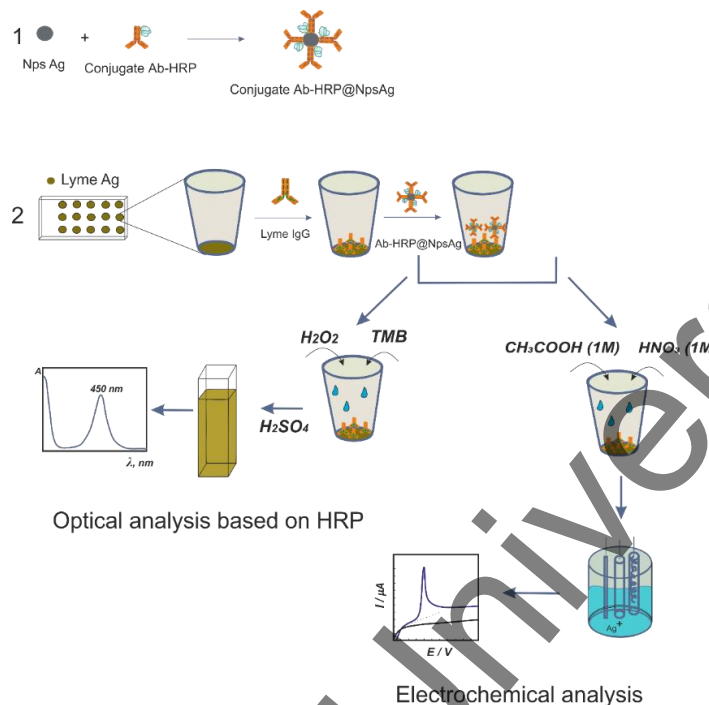 1
+
Nps Ag
Conjugate Ab-HRP
Conjugate Ab-HRP@NpsAg
Lyme Ag
2
Lyme IgG
Ab-HRP@NpsAg
H₂O₂
TMB
CH₃COOH (1M)
HNO₃ (1M
A
450 nm
λ, nm
H₂SO₄
Optical analysis based on HRP
I / μA
E / V
Ag⁺
Electrochemical analysis